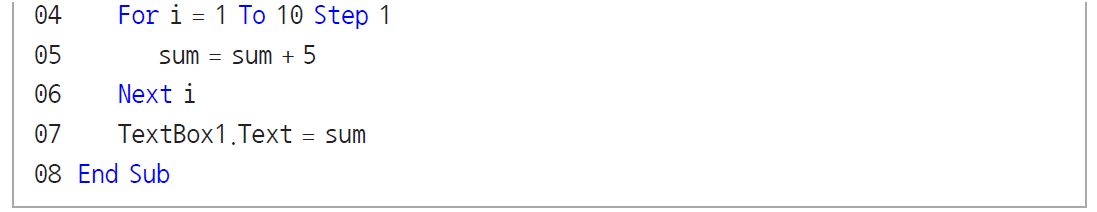 04 For i = 1 To 10 Step 1
05 sum = sum + 5
06 Next i
07 TextBox1.Text = sum
08 End Sub